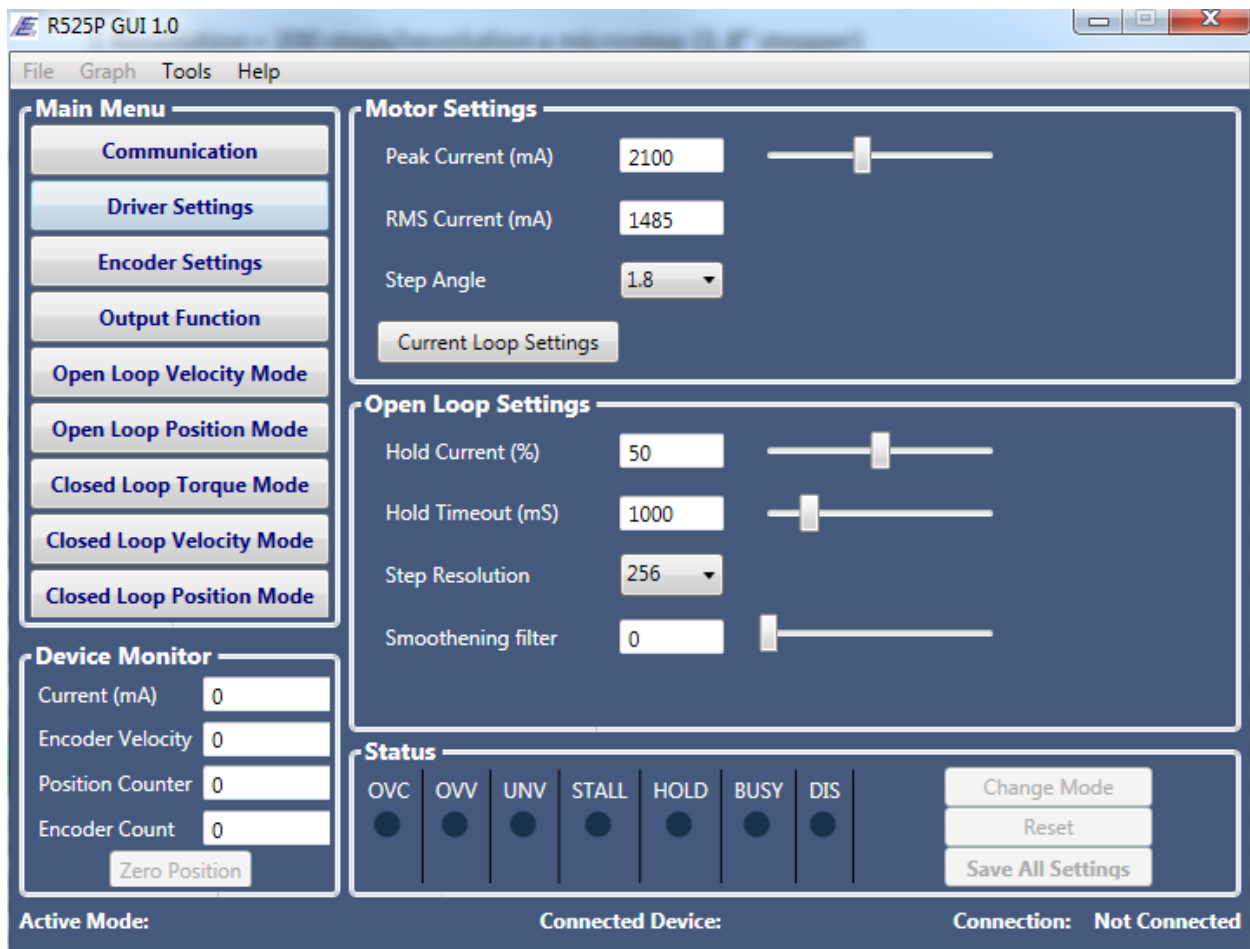 R525P GUI 1.0
File Graph Tools Help
Main Menu
Communication
Driver Settings
Encoder Settings
Output Function
Open Loop Velocity Mode
Open Loop Position Mode
Closed Loop Torque Mode
Closed Loop Velocity Mode
Closed Loop Position Mode
Device Monitor
Current (mA) 0
Encoder Velocity 0
Position Counter 0
Encoder Count 0
Zero Position
Motor Settings
Peak Current (mA) 2100
RMS Current (mA) 1485
Step Angle 1.8
Current Loop Settings
Open Loop Settings
Hold Current (%) 50
Hold Timeout (mS) 1000
Step Resolution 256
Smoothening filter 0
Status
OVC OVV UNV STALL HOLD BUSY DIS
Change Mode
Reset
Save All Settings
Active Mode: Connected Device: Connection: Not Connected